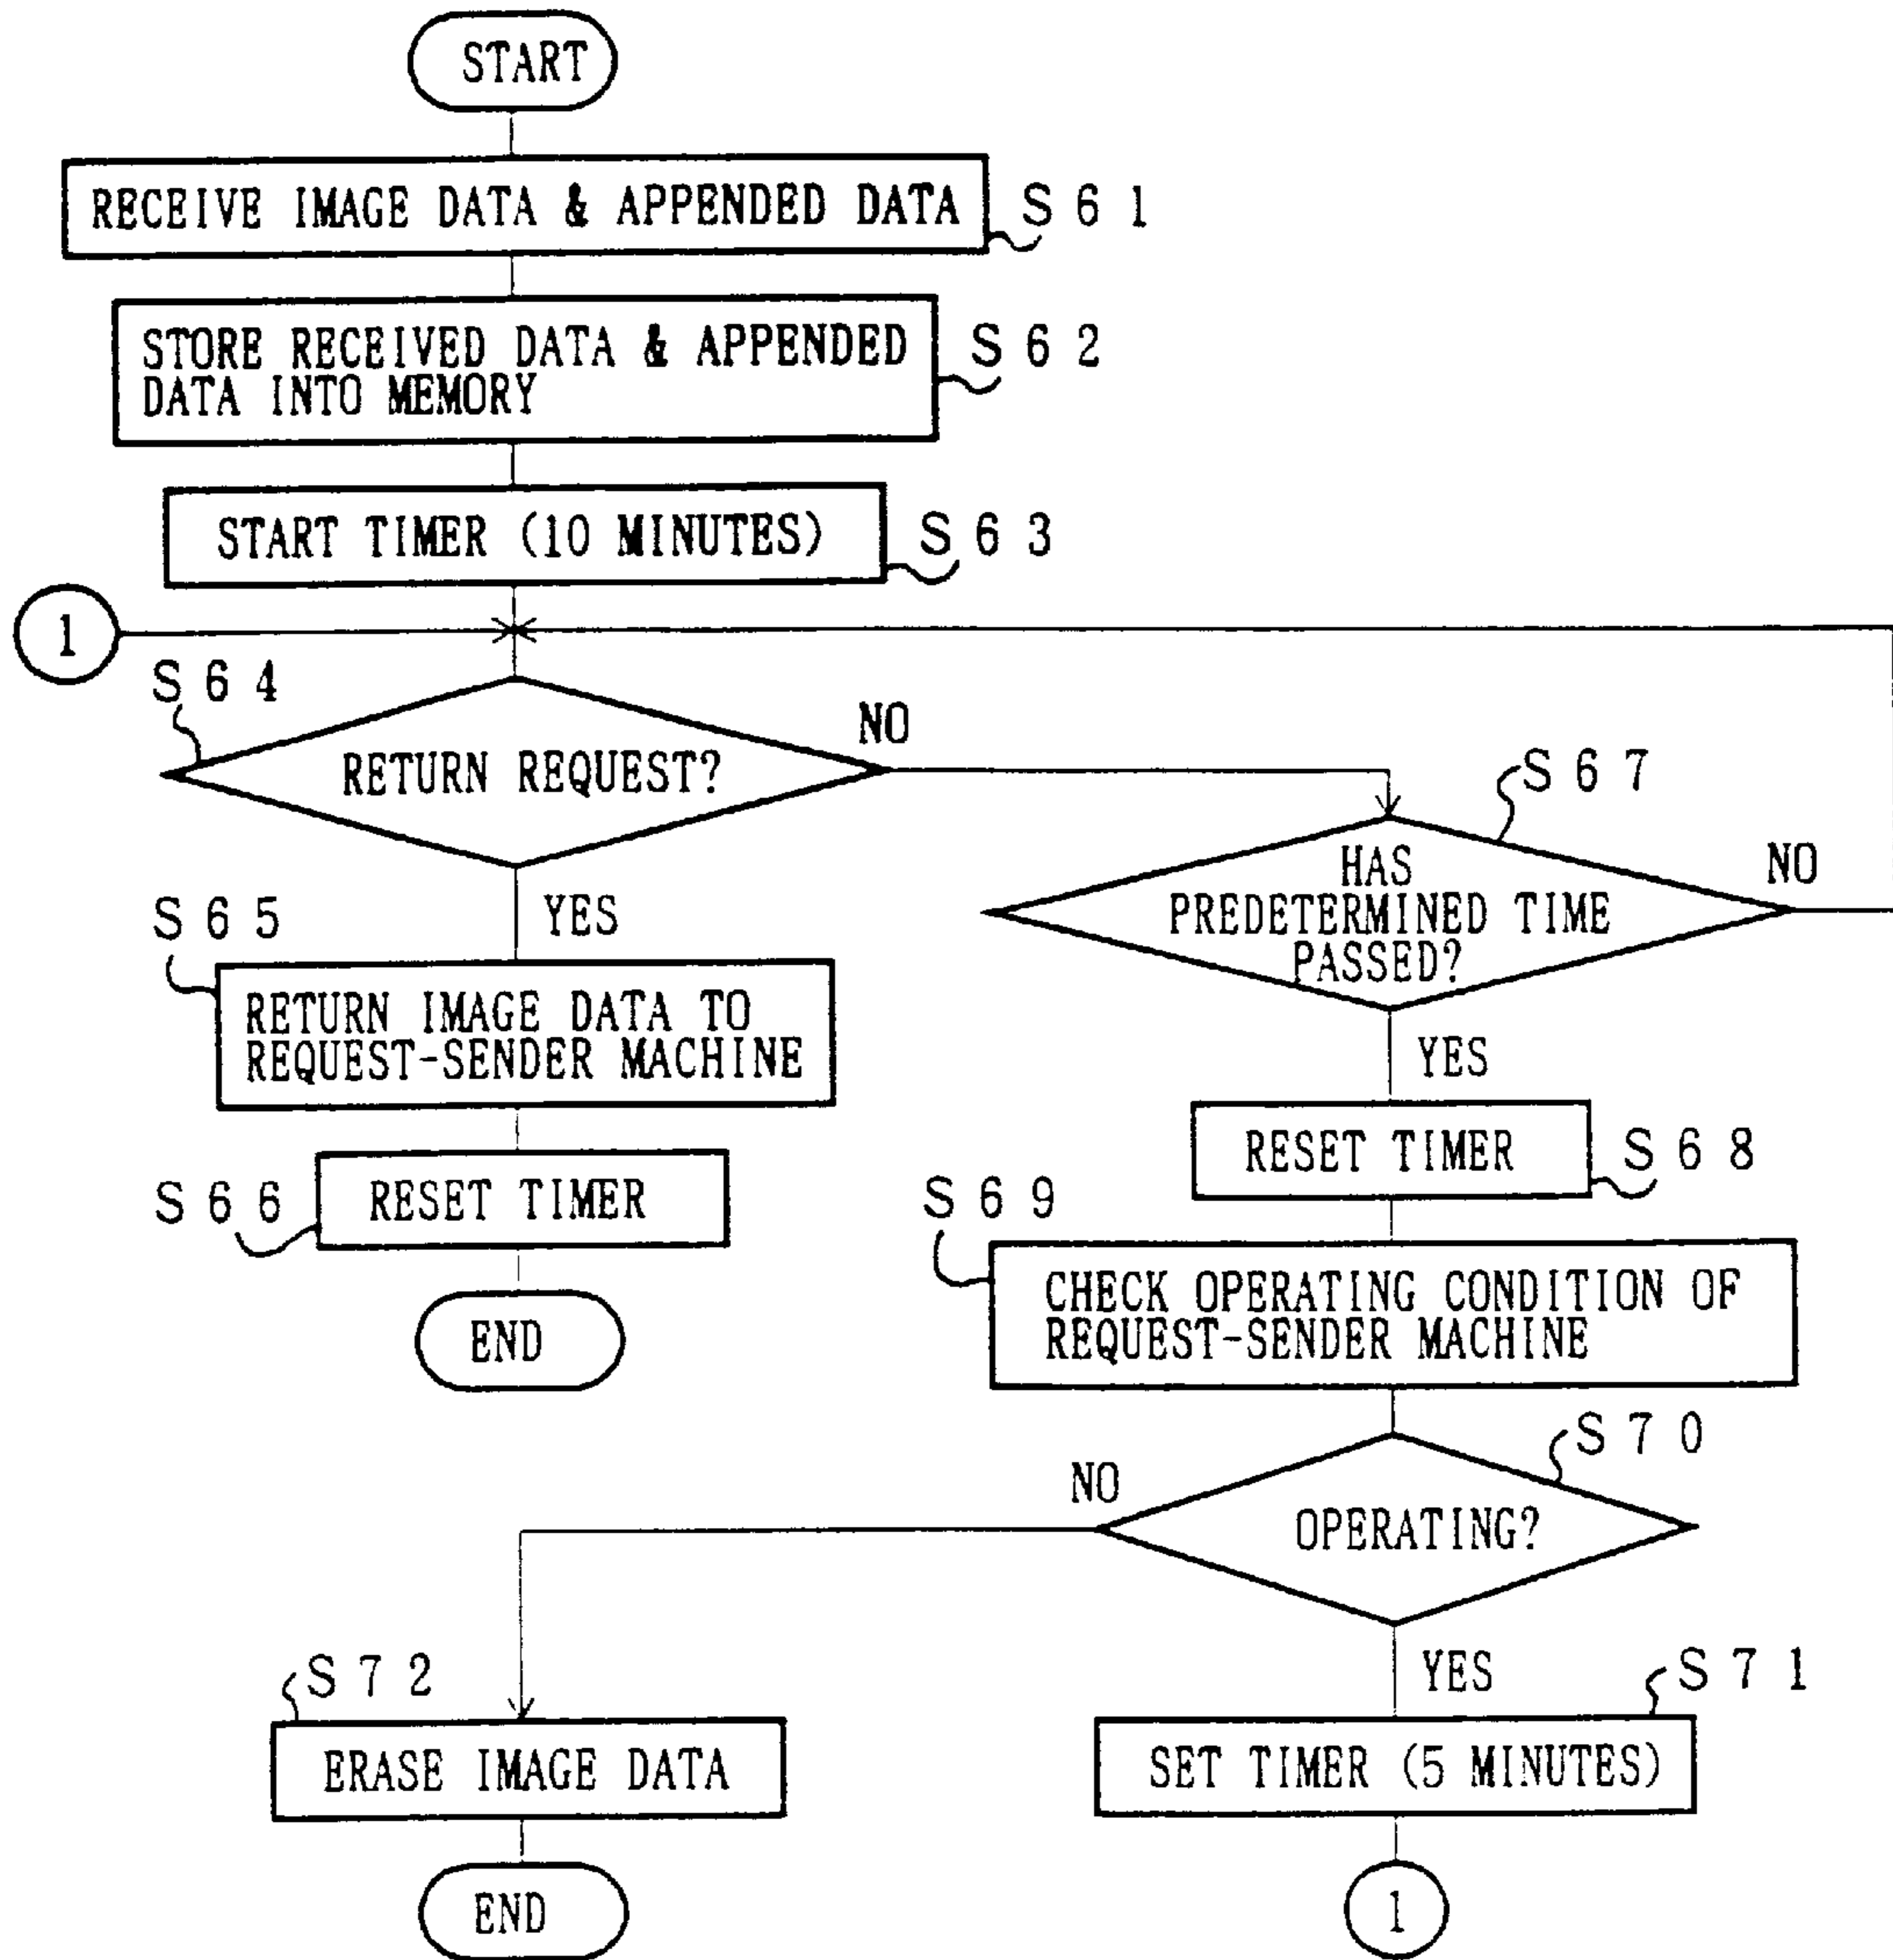 START
RECEIVE IMAGE DATA & APPENDED DATA
S61
STORE RECEIVED DATA & APPENDED
DATA INTO MEMORY
S62
START TIMER (10 MINUTES)
S63
1
S64
RETURN REQUEST?
NO
S67
HAS
PREDETERMINED TIME
PASSED?
NO
YES
S65
RETURN IMAGE DATA TO
REQUEST-SENDER MACHINE
YES
RESET TIMER
S68
S66
RESET TIMER
END
S69
CHECK OPERATING CONDITION OF
REQUEST-SENDER MACHINE
S70
NO
OPERATING?
YES
S72
ERASE IMAGE DATA
END
S71
SET TIMER (5 MINUTES)
1